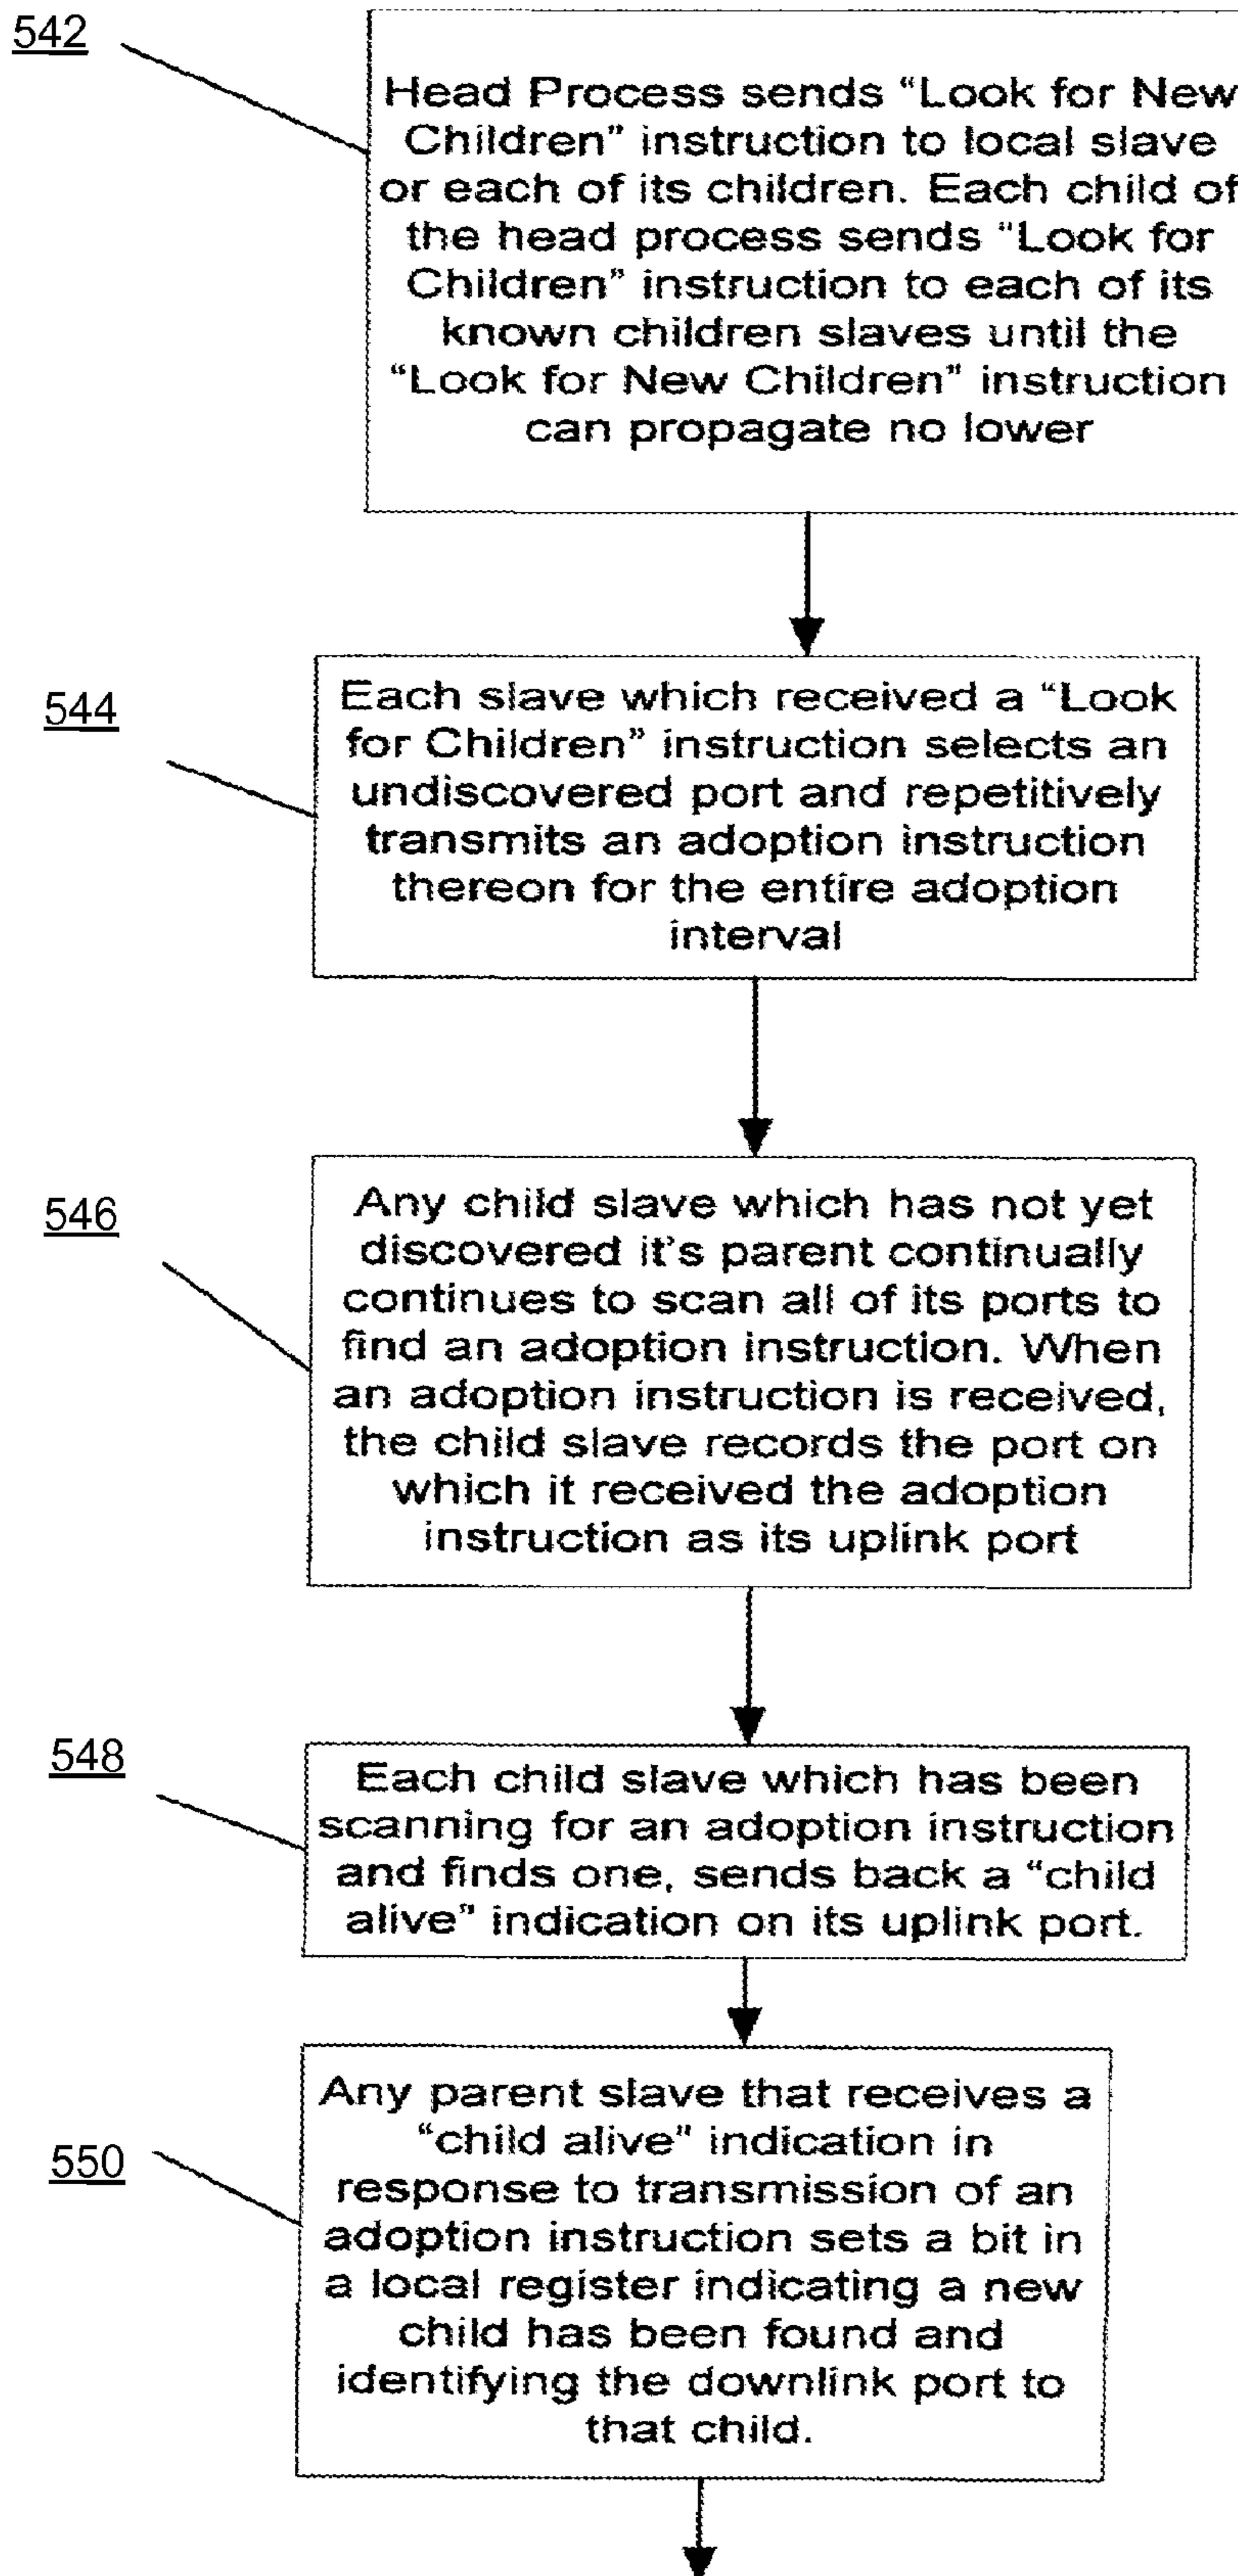 542
Head Process sends “Look for New
Children” instruction to local slave
or each of its children. Each child of
the head process sends “Look for
Children” instruction to each of its
known children slaves until the
“Look for New Children” instruction
can propagate no lower
544
Each slave which received a “Look
for Children” instruction selects an
undiscovered port and repetitively
transmits an adoption instruction
thereon for the entire adoption
interval
546
Any child slave which has not yet
discovered it's parent continually
continues to scan all of its ports to
find an adoption instruction. When
an adoption instruction is received,
the child slave records the port on
which it received the adoption
instruction as its uplink port
548
Each child slave which has been
scanning for an adoption instruction
and finds one, sends back a “child
alive” indication on its uplink port.
550
Any parent slave that receives a
“child alive” indication in
response to transmission of an
adoption instruction sets a bit in
a local register indicating a new
child has been found and
identifying the downlink port to
that child.